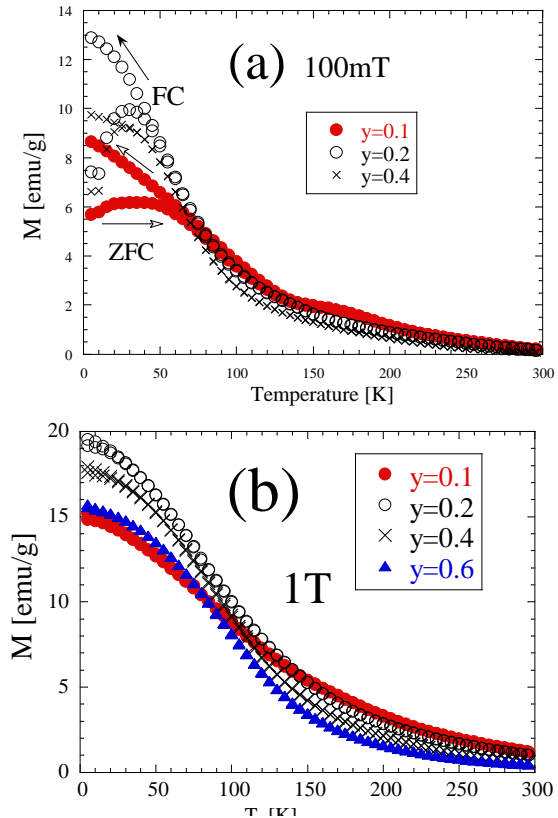 14
12
10
8
6
4
2
0
M [emu/g]
(a) 100mT
FC
ZFC
y=0.1
y=0.2
y=0.4
0 50 100 150 200 250 300
Temperature [K]
20
15
10
5
0
M [emu/g]
(b)
1T
y=0.1
y=0.2
y=0.4
y=0.6
0 50 100 150 200 250 300
T [K]